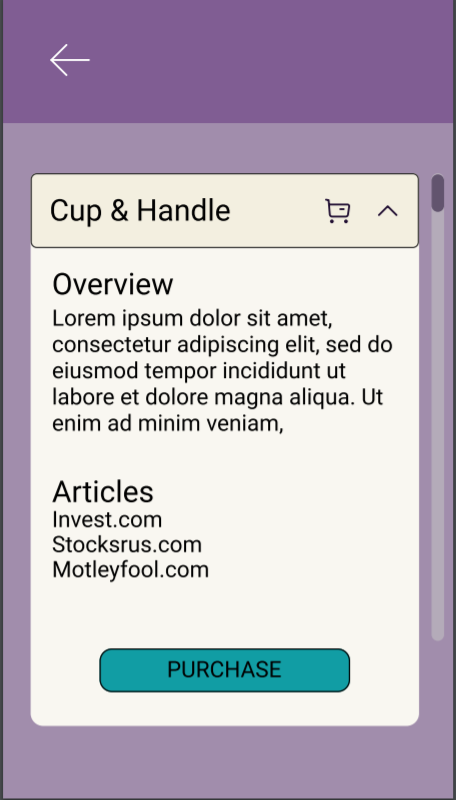 Cup & Handle
Overview
Lorem ipsum dolor sit amet,
consectetur adipiscing elit, sed do
eiusmod tempor incididunt ut
labore et dolore magna aliqua. Ut
enim ad minim veniam,
Articles
Invest.com
Stocksrus.com
Motleyfool.com
PURCHASE